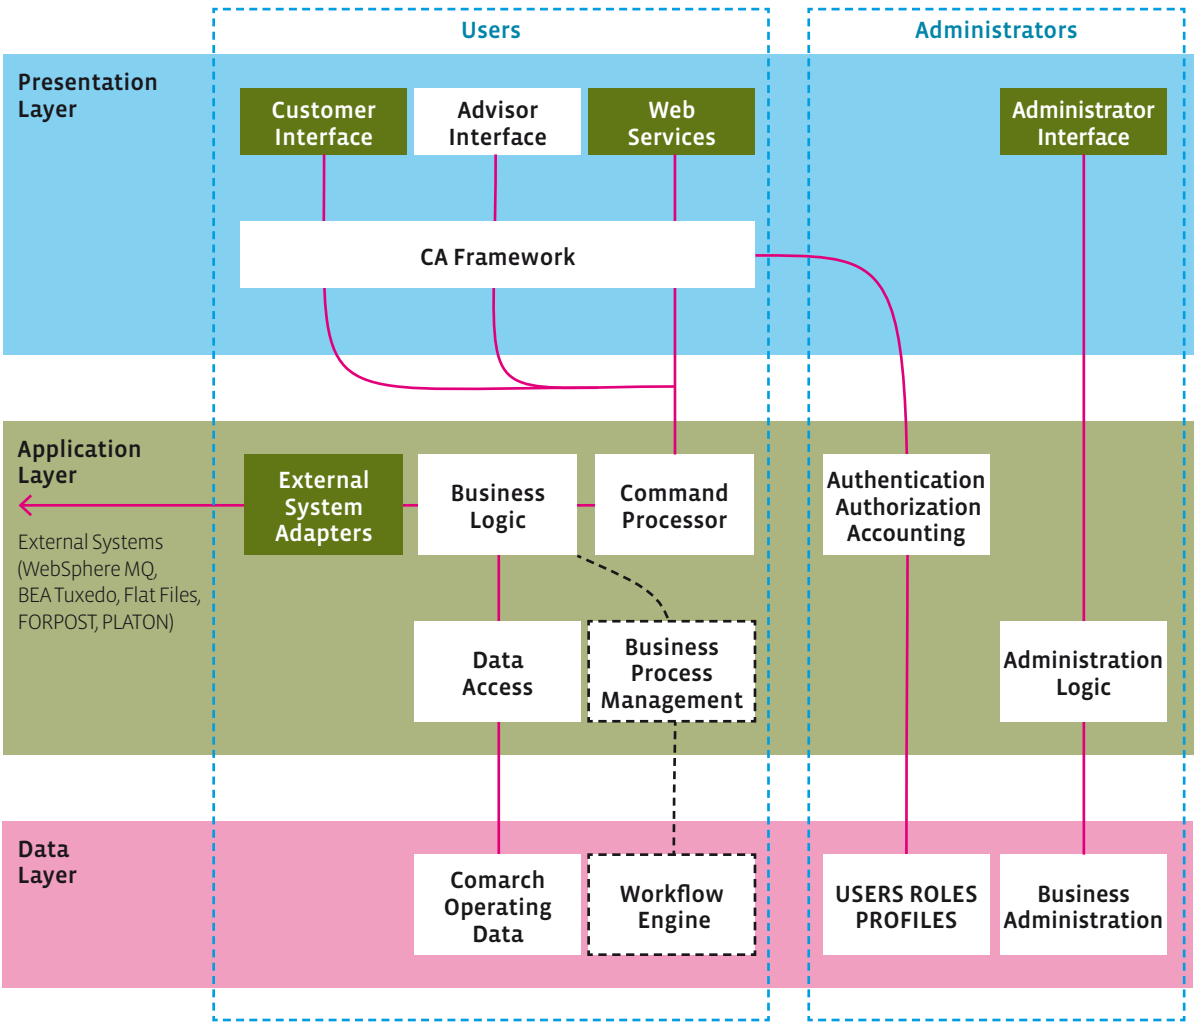 Users
Administrators
Presentation
Layer
Customer
Interface
Advisor
Interface
Web
Services
Administrator
Interface
CA Framework
Application
Layer
External
System
Adapters
Business
Logic
Command
Processor
Authentication
Authorization
Accounting
External Systems
(WebSphere MQ,
BEA Tuxedo, Flat Files,
FORPOST, PLATON)
Data
Access
Business
Process
Management
Administration
Logic
Data
Layer
Comarch
Operating
Data
Workflow
Engine
USERS ROLES
PROFILES
Business
Administration